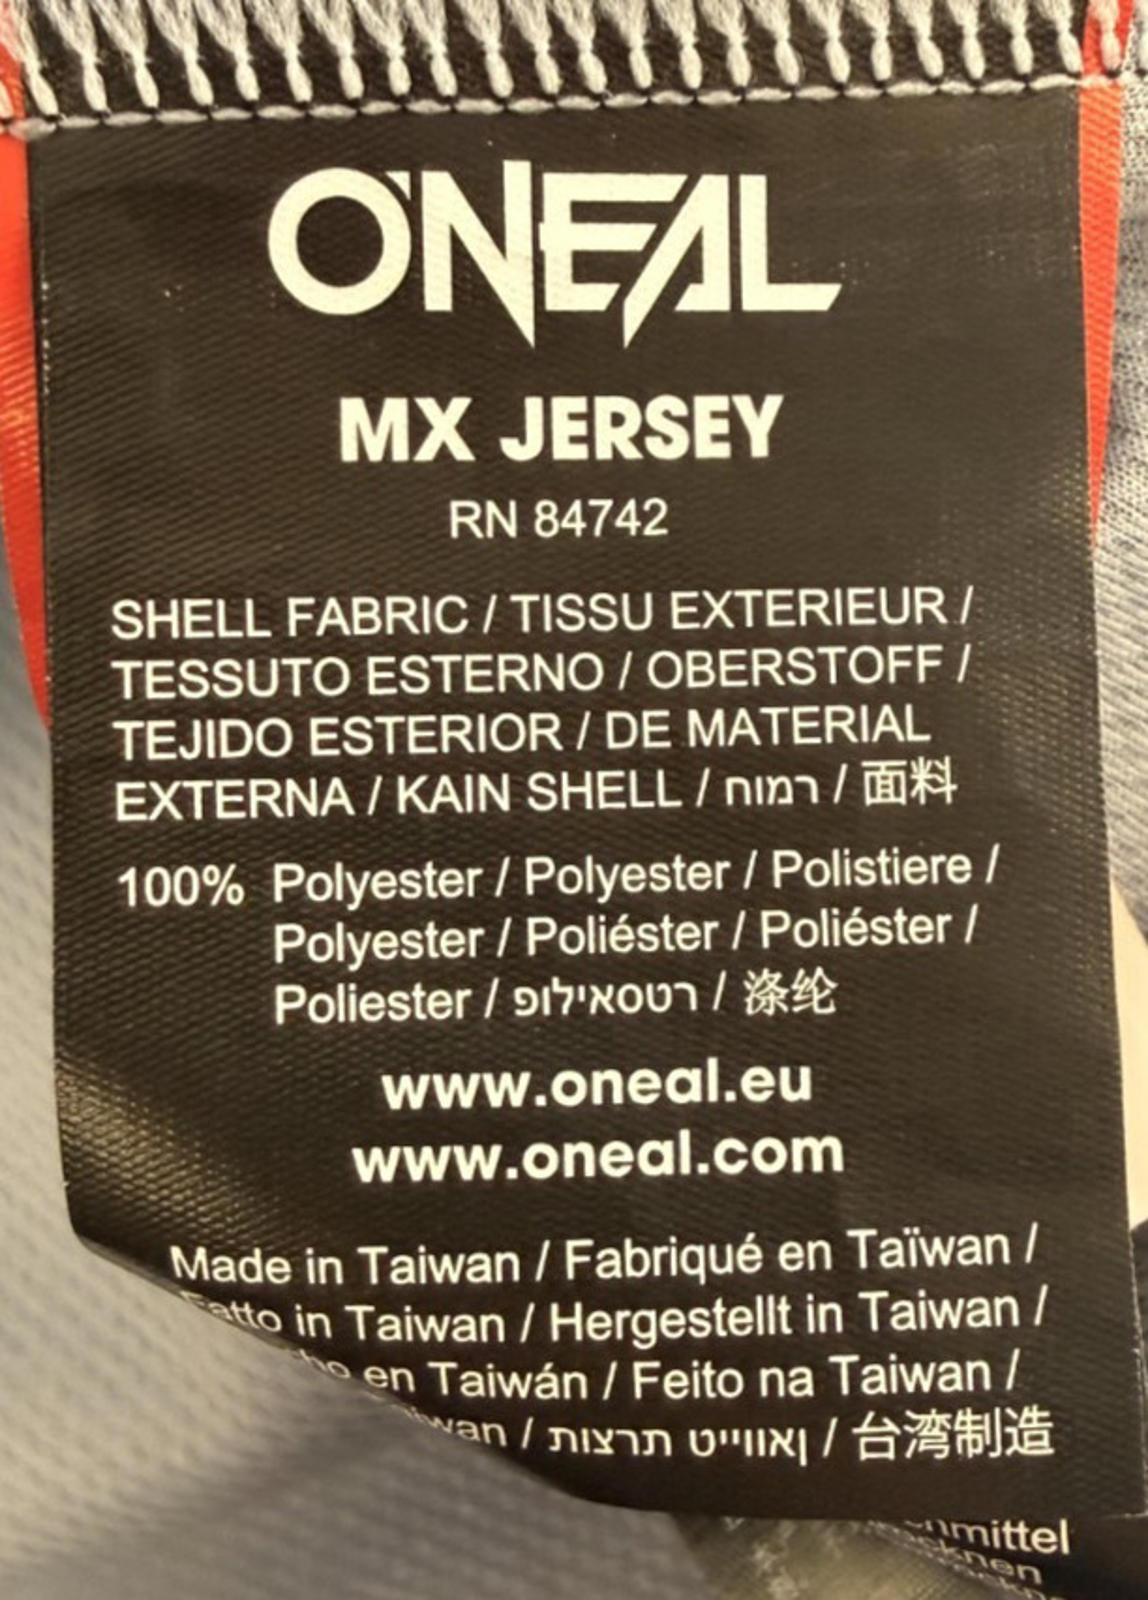 O'NEAL
MX JERSEY
RN 84742
SHELL FABRIC / TISSU EXTERIEUR /
TESSUTO ESTERNO / OBERSTOFF /
TEJIDO ESTERIOR / DE MATERIAL
EXTERNA / KAIN SHELL / רמוח / 面料
100% Polyester / Polyester / Polistiere /
Polyester / Poliéster / Poliéster /
Poliester / רטסאילופ / 涤纶
www.oneal.eu
www.oneal.com
Made in Taiwan / Fabriqué en Taïwan /
Fatto in Taiwan / Hergestellt in Taiwan /
en Taiwán / Feito na Taiwan /
/ ןאווייט תרצות / 台湾制造